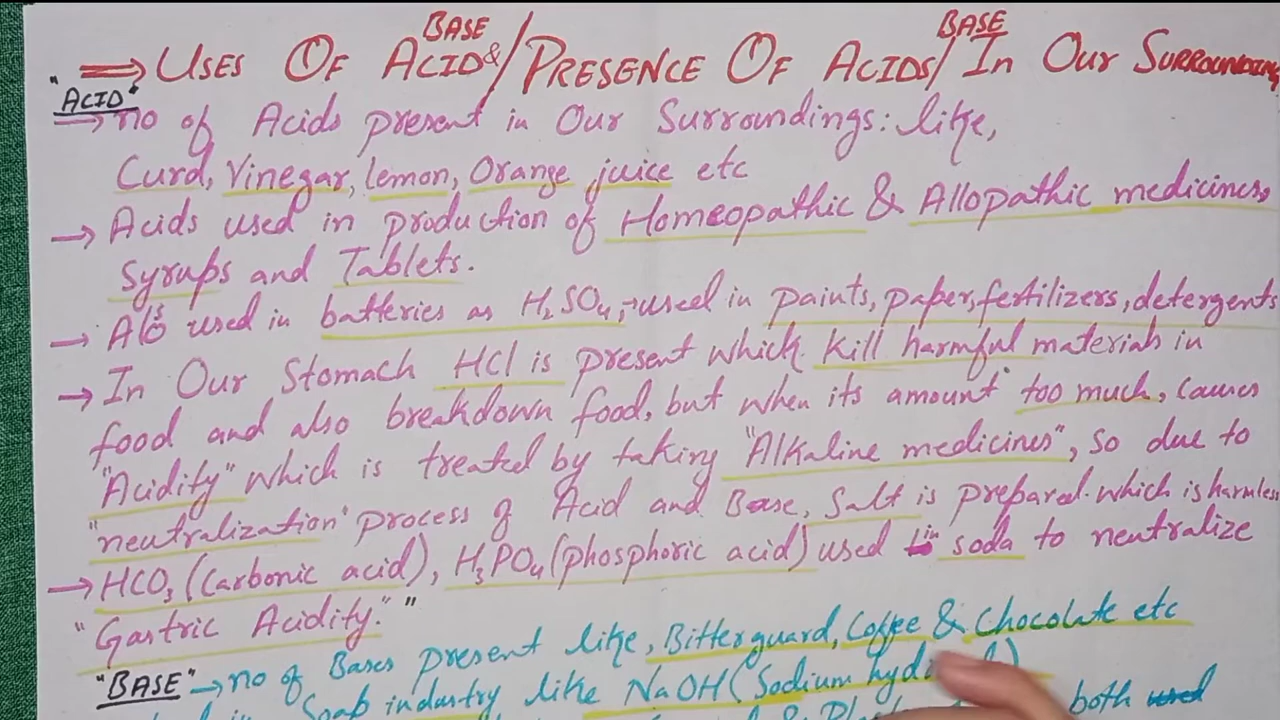 ⇒ USES OF ACID & BASE/PRESENCE OF ACIDS/BASE In Our SURROUNDING
"ACID"
→ no of Acids present in Our Surroundings: like,
Curd, Vinegar, lemon, Orange juice etc
→ Acids used in production of Homeopathic & Allopathic medicines,
Syrups and Tablets.
→ Also used in batteries as H₂SO₄, used in paints, paper, fertilizers, detergents
→ In Our Stomach HCl is present which kill harmful materials in
food and also breakdown food, but when its amount too much, causes
"Acidity" which is treated by taking "Alkaline medicines", So due to
"neutralization" process of Acid and Base, Salt is prepared which is harmless
→ HCO₃ (Carbonic acid), H₃PO₄ (phosphoric acid) used in soda to neutralize
"Gastric Acidity."
"BASE" → no of Bases present like, Bitterguard, Coffee & Chocolate etc
Soap industry like NaOH (Sodium
& both used